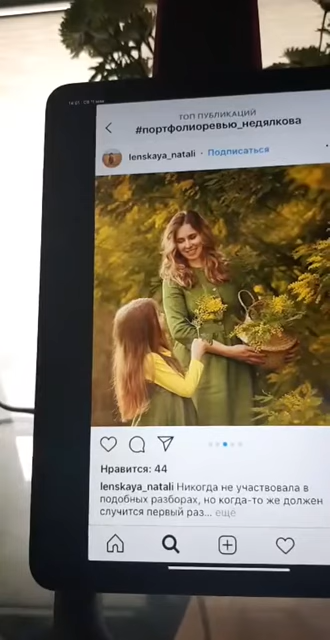 ТОП ПУБЛИКАЦИЙ
#портфолиоревью_недялкова
lenskaya_natali · Подписаться
Нравится: 44
lenskaya_natali Никогда не участвовала в
подобных разборах, но когда-то же должен
случится первый раз... ещё